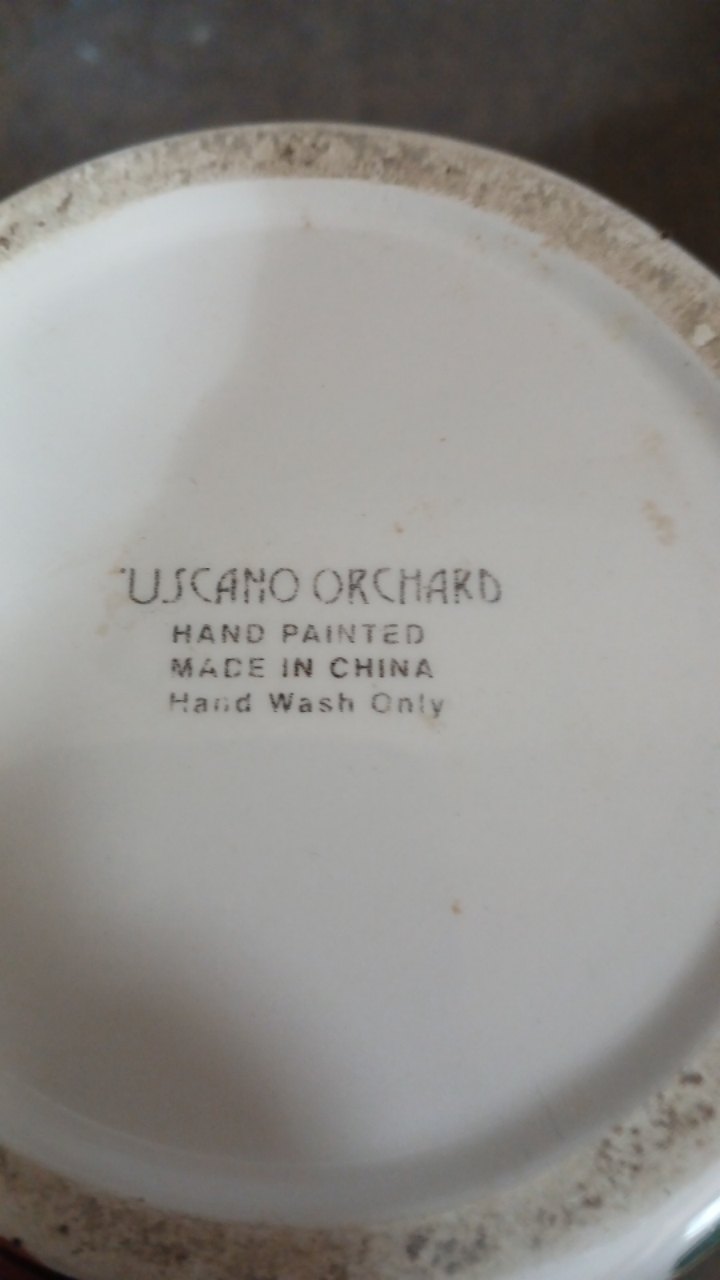 TUSCANO ORCHARD
HAND PAINTED
MADE IN CHINA
Hand Wash Only